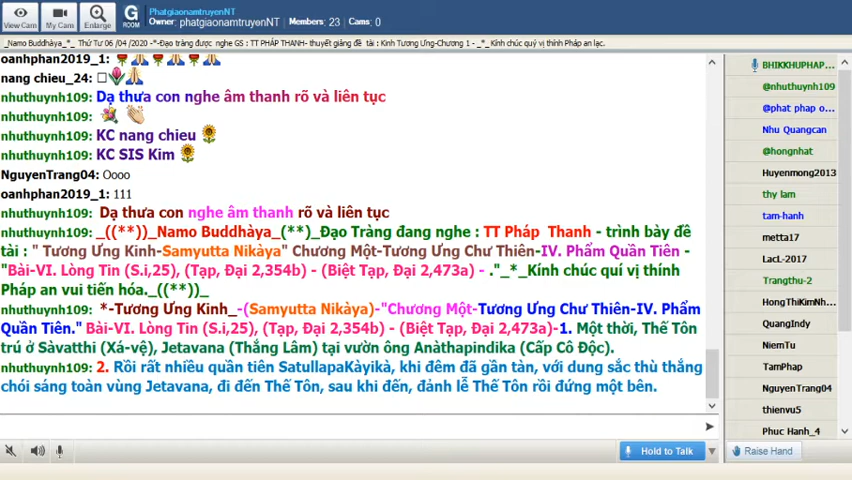 View Cam
My Cam
Enlarge
G
ROOM
PhatgiaonamtruyenNT
Owner: phatgiaonamtruyenNT Members: 23 Cams: 0
_Namo Buddhàya_*_ Thứ Tư 06 /04 /2020 -*-Đạo tràng được nghe GS : TT PHÁP THANH- thuyết giảng đề tài : Kinh Tương Ưng-Chương 1 - _*_ Kính chúc quý vị thính Pháp an lạc.
oanhphan2019_1:
nang chieu_24:
nhuthuynh109: Dạ thưa con nghe âm thanh rõ và liên tục
nhuthuynh109:
nhuthuynh109: KC nang chieu
nhuthuynh109: KC SIS Kim
NguyenTrang04: Oooo
oanhphan2019_1: 111
nhuthuynh109: Dạ thưa con nghe âm thanh rõ và liên tục
nhuthuynh109: _((**))_Namo Buddhàya_(**)_Đạo Tràng đang nghe : TT Pháp Thanh - trình bày đề
tài : " Tương Ưng Kinh-Samyutta Nikàya" Chương Một-Tương Ưng Chư Thiên-IV. Phẩm Quần Tiên -
"Bài-VI. Lòng Tin (S.i,25), (Tạp, Đại 2,354b) - (Biệt Tạp, Đại 2,473a) - ."_*_Kính chúc quí vị thính
Pháp an vui tiến hóa._((**))_
nhuthuynh109: *-Tương Ưng Kinh_-(Samyutta Nikàya)-"Chương Một-Tương Ưng Chư Thiên-IV. Phẩm
Quần Tiên." Bài-VI. Lòng Tin (S.i,25), (Tạp, Đại 2,354b) - (Biệt Tạp, Đại 2,473a)-1. Một thời, Thế Tôn
trú ở Sàvatthi (Xá-vệ), Jetavana (Thắng Lâm) tại vườn ông Anàthapindika (Cấp Cô Độc).
nhuthuynh109: 2. Rồi rất nhiều quần tiên SatullapaKàyikà, khi đêm đã gần tàn, với dung sắc thù thắng
chói sáng toàn vùng Jetavana, đi đến Thế Tôn, sau khi đến, đảnh lễ Thế Tôn rồi đứng một bên.
BHIKKHUPHAP...
@nhuthuynh109
@phat phap o...
Nhu Quangcan
@hongnhat
Huyenmong2013
thy lam
tam-hanh
metta17
LacL-2017
Trangthu-2
HongThiKimNh...
QuangIndy
NiemTu
TamPhap
NguyenTrang04
thienvu5
Phuc Hanh_4
Hold to Talk
Raise Hand